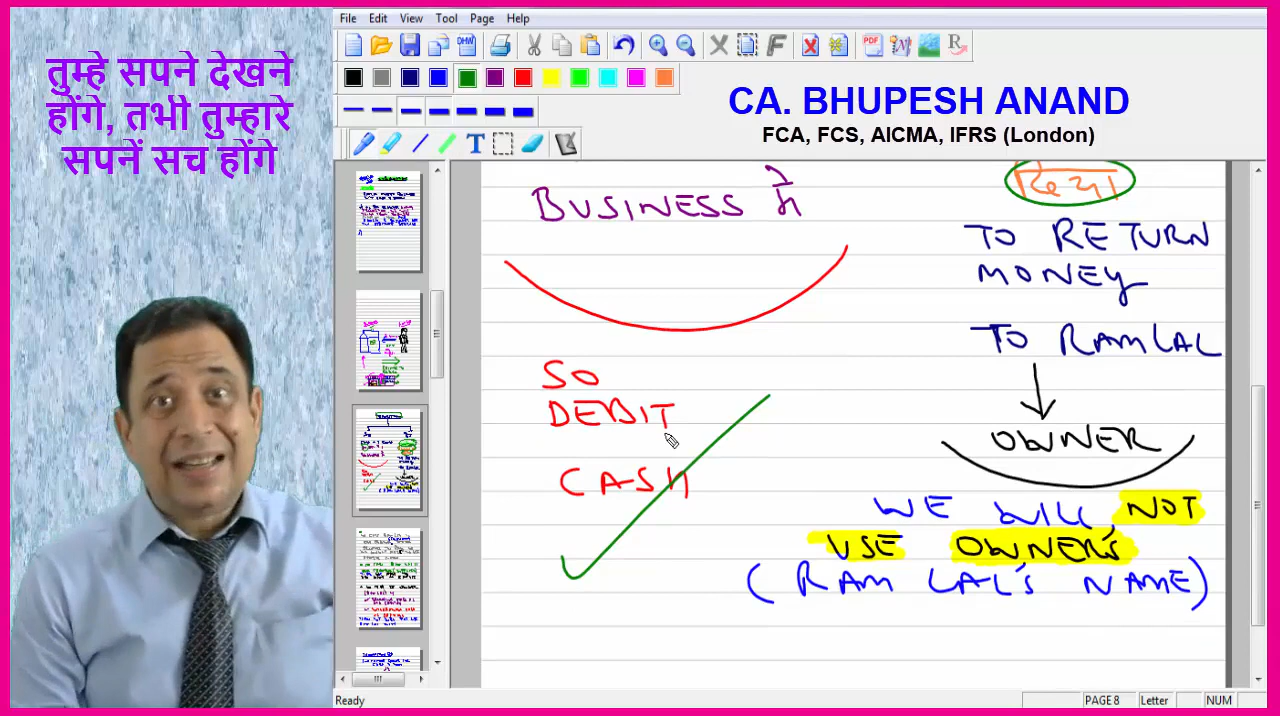 तुम्हे सपने देखने
होंगे, तभी तुम्हारे
सपनें सच होंगे
File Edit View Tool Page Help
CA. BHUPESH ANAND
FCA, FCS, AICMA, IFRS (London)
BUSINESS ने
SO
DEBIT
CASH
TO RETURN
MONEY
TO RAMLAL
OWNER
WE WILL NOT
USE OWNER'S
(RAM LAL'S NAME)
Ready
PAGE 8 Letter NUM